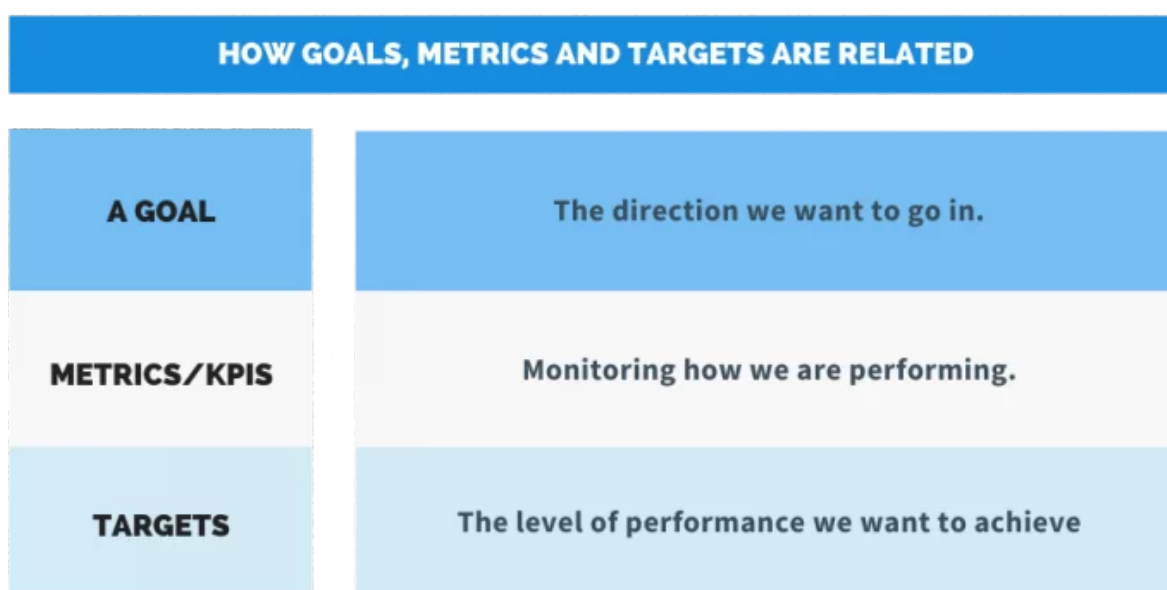 HOW GOALS, METRICS AND TARGETS ARE RELATED
A GOAL
The direction we want to go in.
METRICS/KPIS
Monitoring how we are performing.
TARGETS
The level of performance we want to achieve